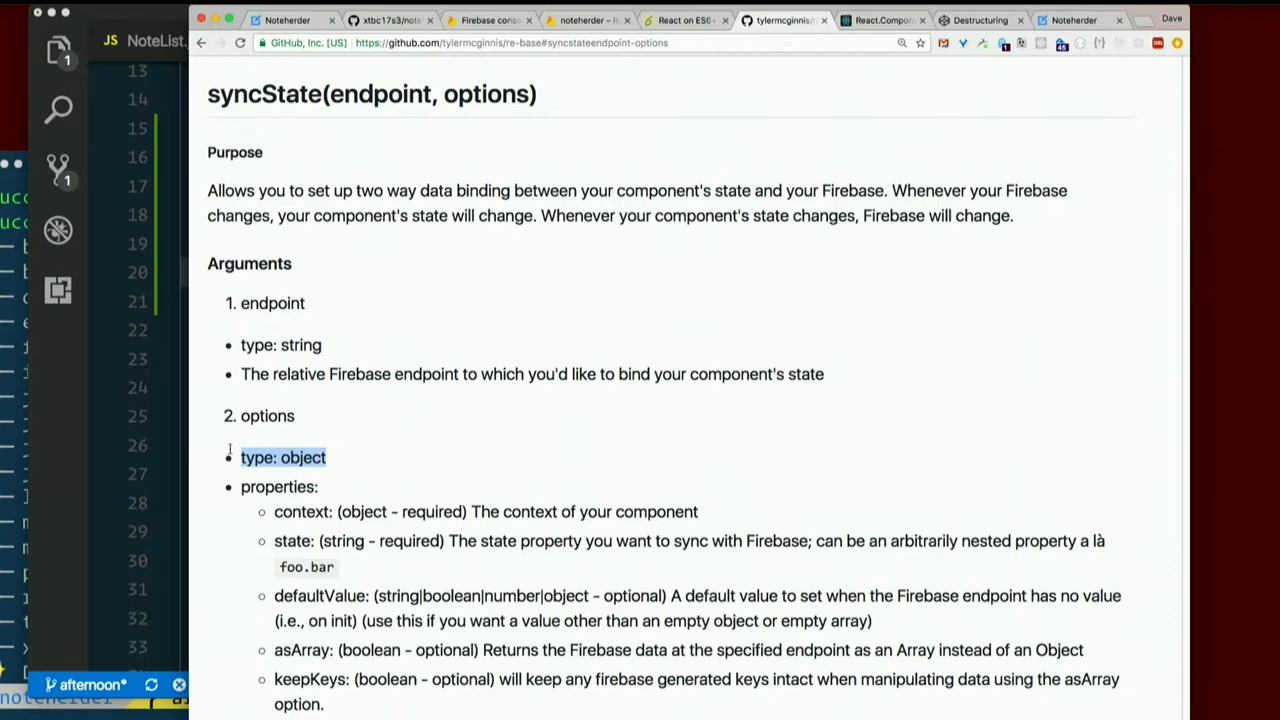 Noteherder
xtbc17s3/note
Firebase cons
noteherder – R
React on ES6+
tylermcginnis/r
React.Compon
Destructuring
Noteherder
Dave
GitHub, Inc. [US]
https://github.com/tylermcginnis/re-base#syncstateendpoint-options
45
JS NoteList.
1
1
13
14
15
16
17
18
19
20
21
22
23
24
25
26
27
28
29
30
31
32
33
syncState(endpoint, options)
Purpose
Allows you to set up two way data binding between your component's state and your Firebase. Whenever your Firebase
changes, your component's state will change. Whenever your component's state changes, Firebase will change.
Arguments
1. endpoint
• type: string
• The relative Firebase endpoint to which you'd like to bind your component's state
2. options
• type: object
• properties:
○ context: (object - required) The context of your component
○ state: (string - required) The state property you want to sync with Firebase; can be an arbitrarily nested property a là
foo.bar
○ defaultValue: (string|boolean|number|object - optional) A default value to set when the Firebase endpoint has no value
(i.e., on init) (use this if you want a value other than an empty object or empty array)
○ asArray: (boolean - optional) Returns the Firebase data at the specified endpoint as an Array instead of an Object
○ keepKeys: (boolean - optional) will keep any firebase generated keys intact when manipulating data using the asArray
option.
afternoon*
noteherder